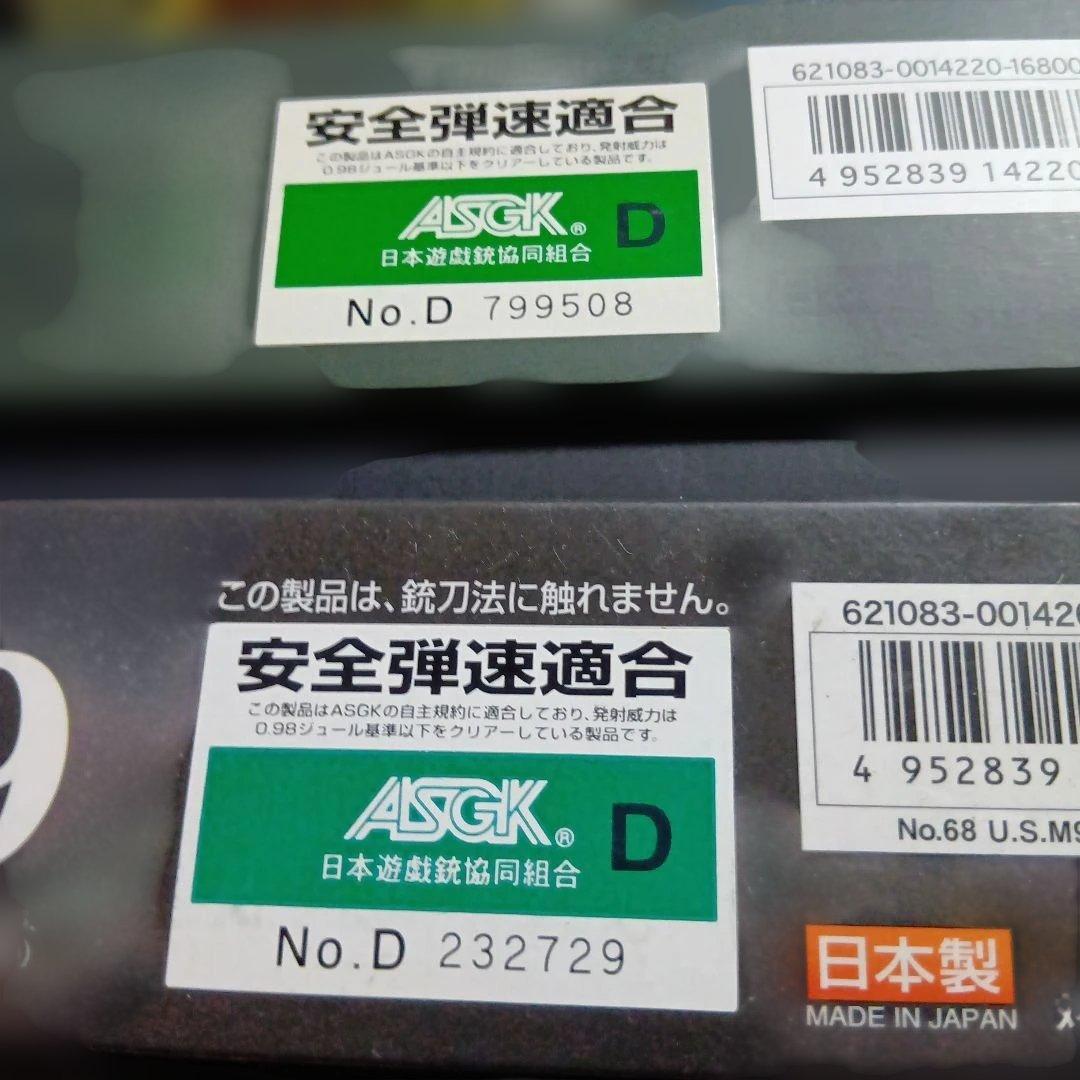 安全弾速適合
この製品はASGKの自主規約に適合しており、発射威力は
0.98ジュール基準以下をクリアーしている製品です。
ASGK® D
日本遊戯銃協同組合
No.D 799508
621083-0014220-16800
4 952839 14220
9
この製品は、銃刀法に触れません。
安全弾速適合
この製品はASGKの自主規約に適合しており、発射威力は
0.98ジュール基準以下をクリアーしている製品です。
ASGK® D
日本遊戯銃協同組合
No.D 232729
621083-001420
4 952839
No.68 U.S.M9
日本製
MADE IN JAPAN